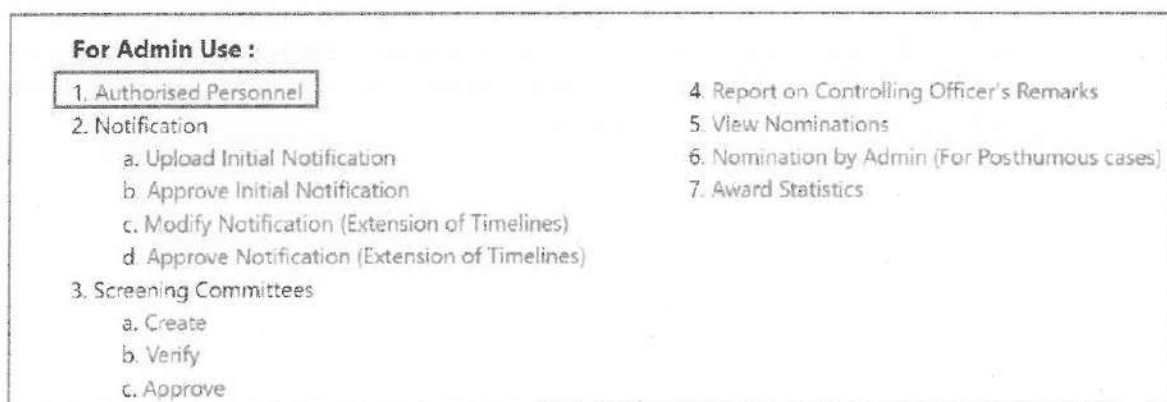 For Admin Use :
1. Authorised Personnel
2. Notification
a. Upload Initial Notification
b. Approve Initial Notification
c. Modify Notification (Extension of Timelines)
d. Approve Notification (Extension of Timelines)
3. Screening Committees
a. Create
b. Verify
c. Approve
4. Report on Controlling Officer's Remarks
5. View Nominations
6. Nomination by Admin (For Posthumous cases)
7. Award Statistics